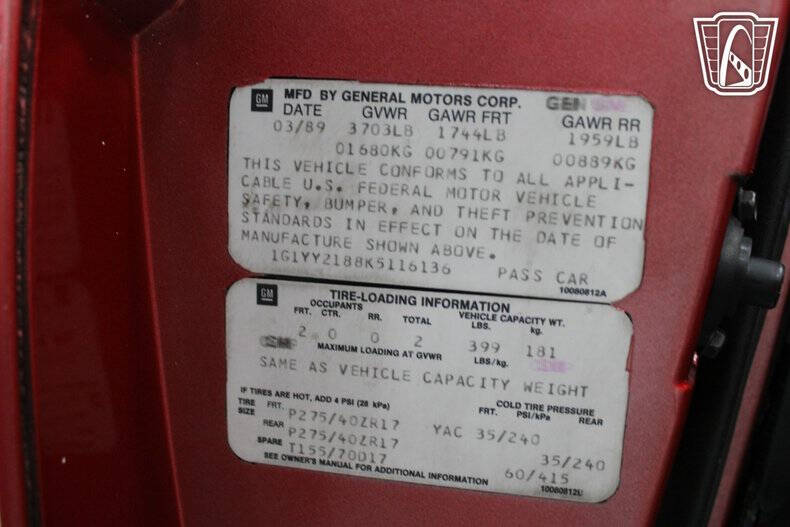 GM MFD BY GENERAL MOTORS CORP. GEN
DATE GVWR GAWR FRT GAWR RR
03/89 3703LB 1744LB 1959LB
01680KG 00791KG 00889KG
THIS VEHICLE CONFORMS TO ALL APPLI-
CABLE U.S. FEDERAL MOTOR VEHICLE
SAFETY, BUMPER, AND THEFT PREVENTION
STANDARDS IN EFFECT ON THE DATE OF
MANUFACTURE SHOWN ABOVE.
1G1YY2188K5116136 PASS CAR
10080812A
GM TIRE-LOADING INFORMATION
OCCUPANTS VEHICLE CAPACITY WT.
FRT. CTR. RR. TOTAL LBS. kg.
2 0 0 2 399 181
MAXIMUM LOADING AT GVWR LBS/kg.
SAME AS VEHICLE CAPACITY WEIGHT
IF TIRES ARE HOT, ADD 4 PSI (28 kPa) COLD TIRE PRESSURE
TIRE SIZE FRT. PSI/kPa REAR
FRT. P275/40ZR17 YAC 35/240
REAR P275/40ZR17 35/240
SPARE T155/70D17 60/415
SEE OWNER'S MANUAL FOR ADDITIONAL INFORMATION
10080812L